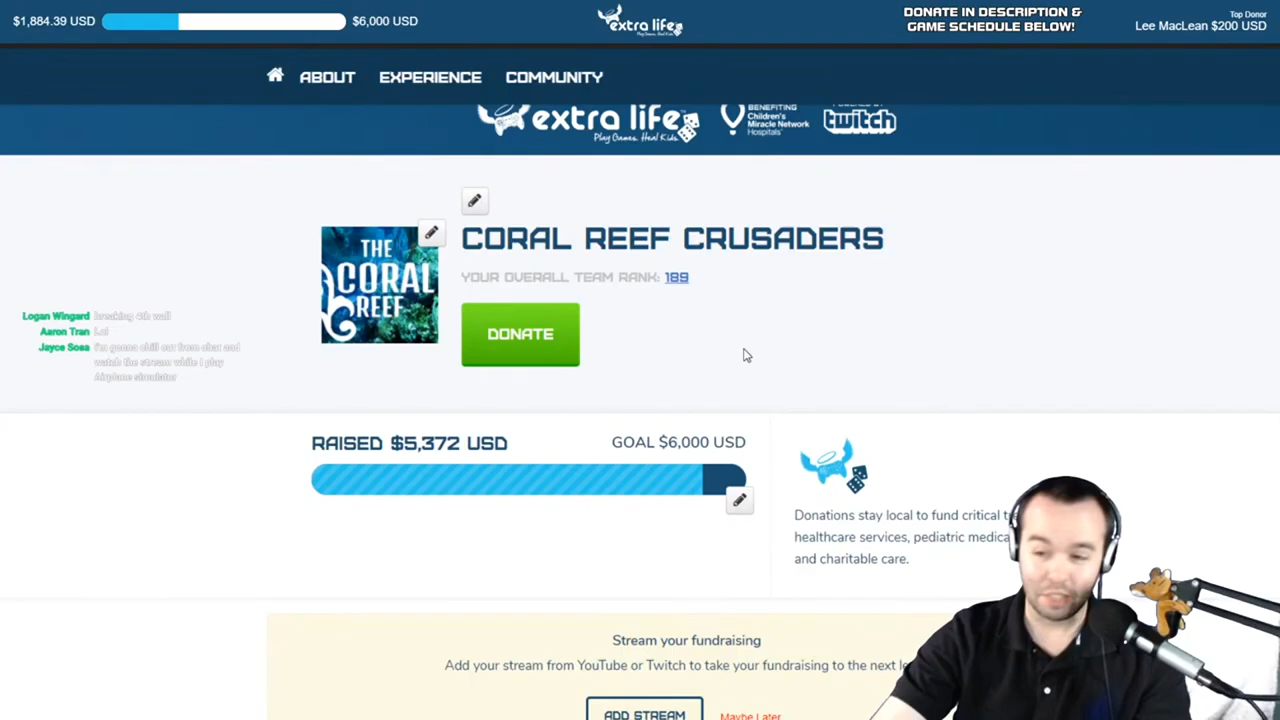 $1,884.39 USD
$6,000 USD
extra life
Play Games. Heal Kids.
DONATE IN DESCRIPTION &
GAME SCHEDULE BELOW!
Top Donor
Lee MacLean $200 USD
ABOUT EXPERIENCE COMMUNITY
extra life
Play Games. Heal Kids.
BENEFITING
Children's
Miracle Network
Hospitals
twitch
CORAL REEF CRUSADERS
THE
CORAL
REEF
YOUR OVERALL TEAM RANK: 189
DONATE
Logan Wingard breaking 4th wall
Aaron Tran Lol
Jayce Sosa I'm gonna chill out from chat and
watch the stream while I play
Airplane simulator
RAISED $5,372 USD
GOAL $6,000 USD
Donations stay local to fund critical
healthcare services, pediatric medica
and charitable care.
Stream your fundraising
Add your stream from YouTube or Twitch to take your fundraising to the next
ADD STREAM
Maybe Later